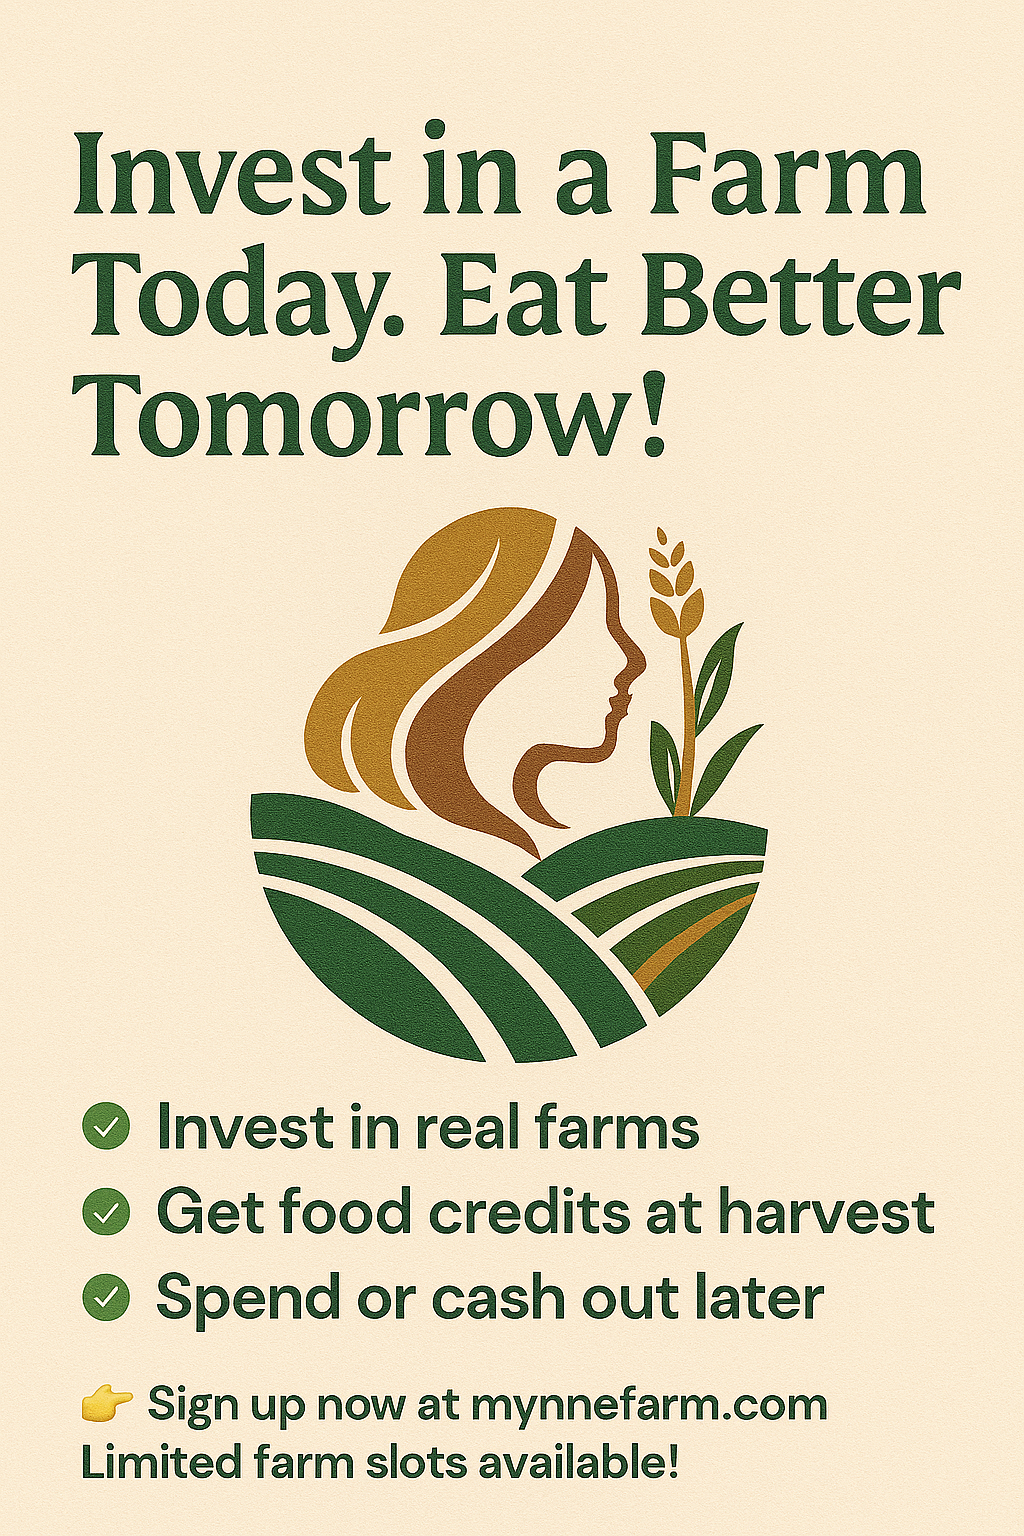 Invest in a Farm
Today. Eat Better
Tomorrow!
Invest in real farms
Get food credits at harvest
Spend or cash out later
👉 Sign up now at mynnefarm.com
Limited farm slots available!